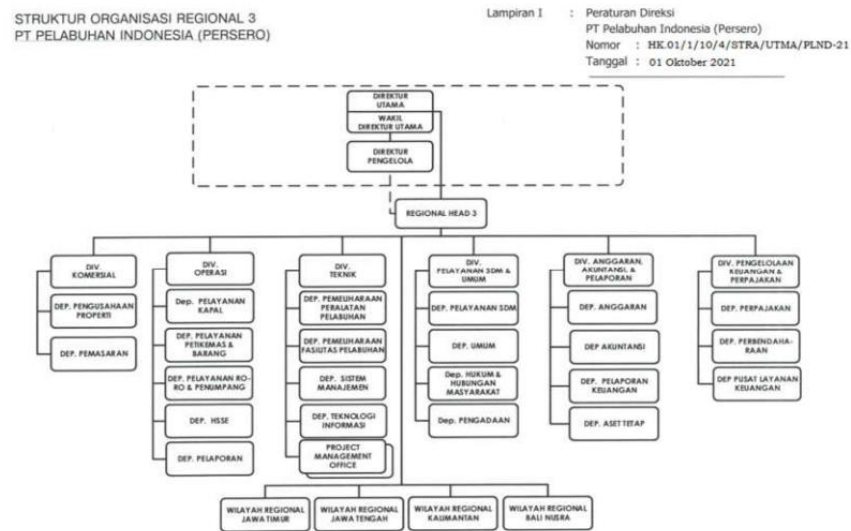 STRUKTUR ORGANISASI REGIONAL 3
PT PELABUHAN INDONESIA (PERSERO)
Lampiran I : Peraturan Direksi
PT Pelabuhan Indonesia (Persero)
Nomor : HK.01/1/10/4/STRA/UTMA/PLND-21
Tanggal : 01 Oktober 2021
DIREKTUR
UTAMA
WAKIL
DIREKTUR UTAMA
DIREKTUR
PENGELOLA
REGIONAL HEAD 3
DIV.
KOMERSIAL
DEP. PENGUSAHAAN
PROPERTI
DEP. PEMASARAN
DIV.
OPERASI
Dep. PELAYANAN
KAPAL
DEP. PELAYANAN
PETIKEMAS &
BARANG
DEP. PELAYANAN RO-
RO & PENUMPANG
DEP. HSSE
DEP. PELAPORAN
DIV.
TEKNIK
DEP. PEMELIHARAAN
PERALATAN
PELABUHAN
DEP. PEMELIHARAAN
FASILITAS PELABUHAN
DEP. SISTEM
MANAJEMEN
DEP. TEKNOLOGI
INFORMASI
PROJECT
MANAGEMENT
OFFICE
DIV.
PELAYANAN SDM &
UMUM
DEP. PELAYANAN SDM
DEP. UMUM
Dep. HUKUM &
HUBUNGAN
MASYARAKAT
Dep. PENGADAAN
DIV. ANGGARAN,
AKUNTANSI, &
PELAPORAN
DEP. ANGGARAN
DEP AKUNTANSI
DEP. PELAPORAN
KEUANGAN
DEP. ASET TETAP
DIV. PENGELOLAAN
KEUANGAN &
PERPAJAKAN
DEP. PERPAJAKAN
DEP. PERBENDAHA-
RAAN
DEP PUSAT LAYANAN
KEUANGAN
WILAYAH REGIONAL
JAWA TIMUR
WILAYAH REGIONAL
JAWA TENGAH
WILAYAH REGIONAL
KALIMANTAN
WILAYAH REGIONAL
BALI NUSRA